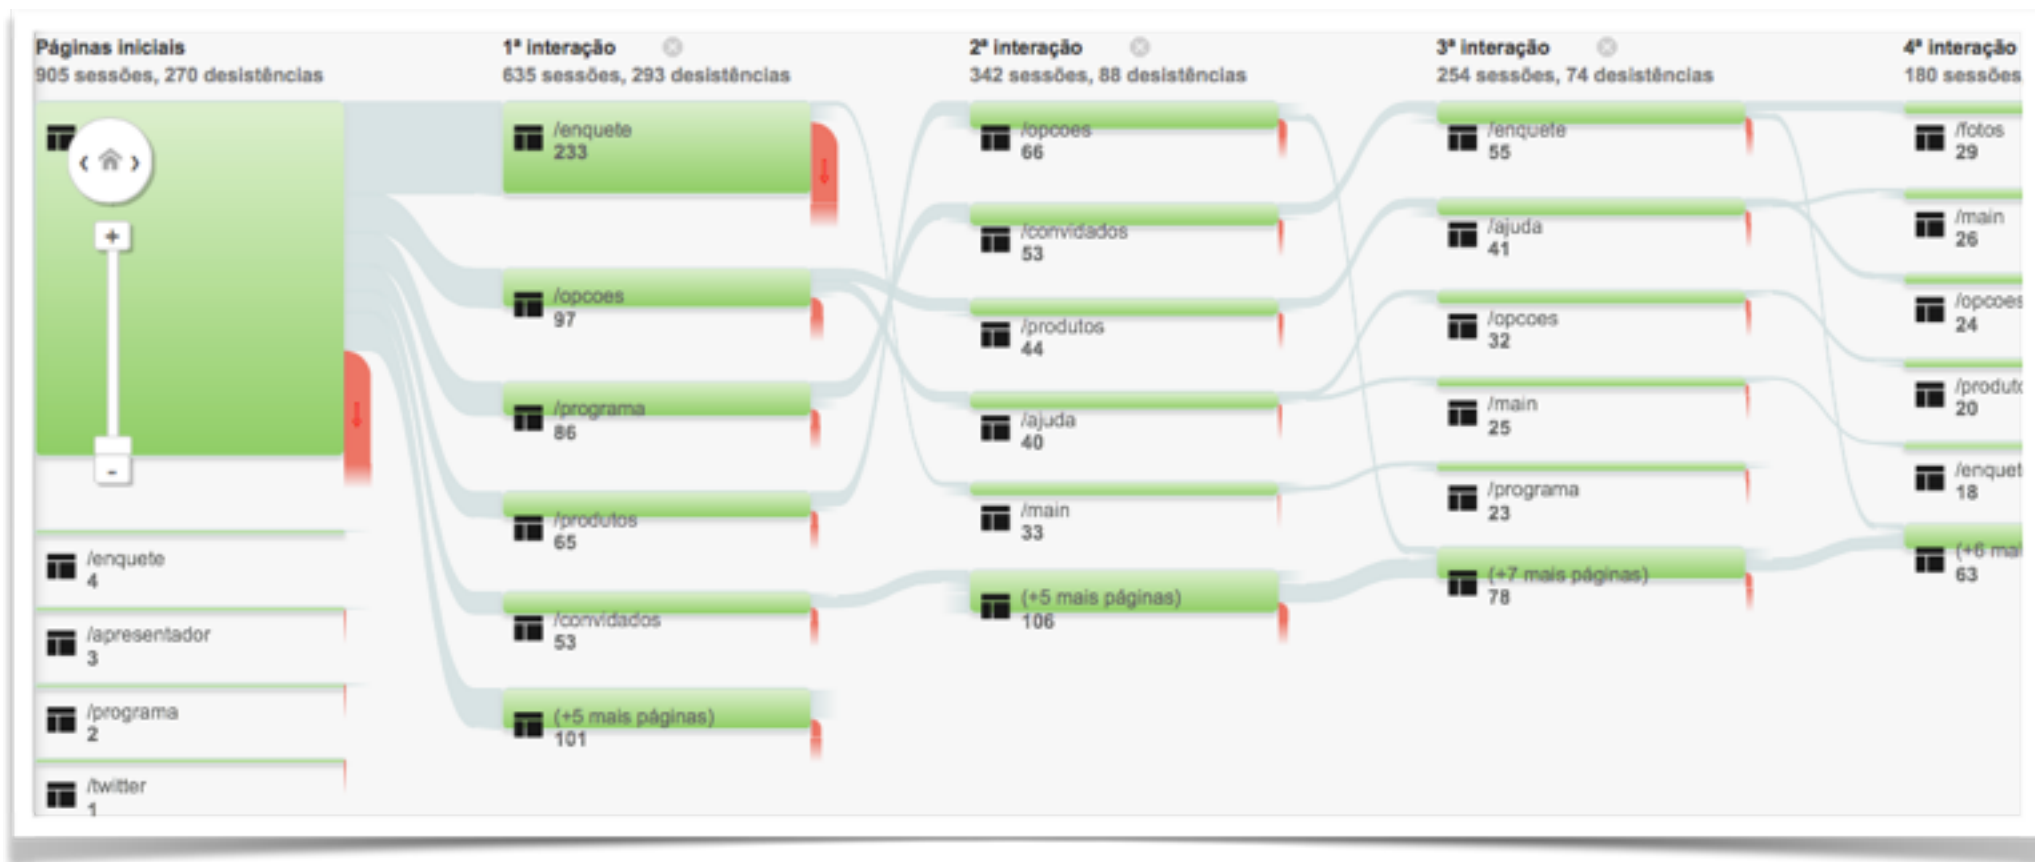 Páginas iniciais
905 sessões, 270 desistências
/enquete
4
/apresentador
3
/programa
2
/twitter
1
1ª interação
635 sessões, 293 desistências
/enquete
233
/opcoes
97
/programa
86
/produtos
65
/convidados
53
(+5 mais páginas)
101
2ª interação
342 sessões, 88 desistências
/opcoes
66
/convidados
53
/produtos
44
/ajuda
40
/main
33
(+5 mais páginas)
106
3ª interação
254 sessões, 74 desistências
/enquete
55
/ajuda
41
/opcoes
32
/main
25
/programa
23
(+7 mais páginas)
78
4ª interação
180 sessões
/fotos
29
/main
26
/opcoes
24
/produto
20
/enquet
18
(+6 mai
63